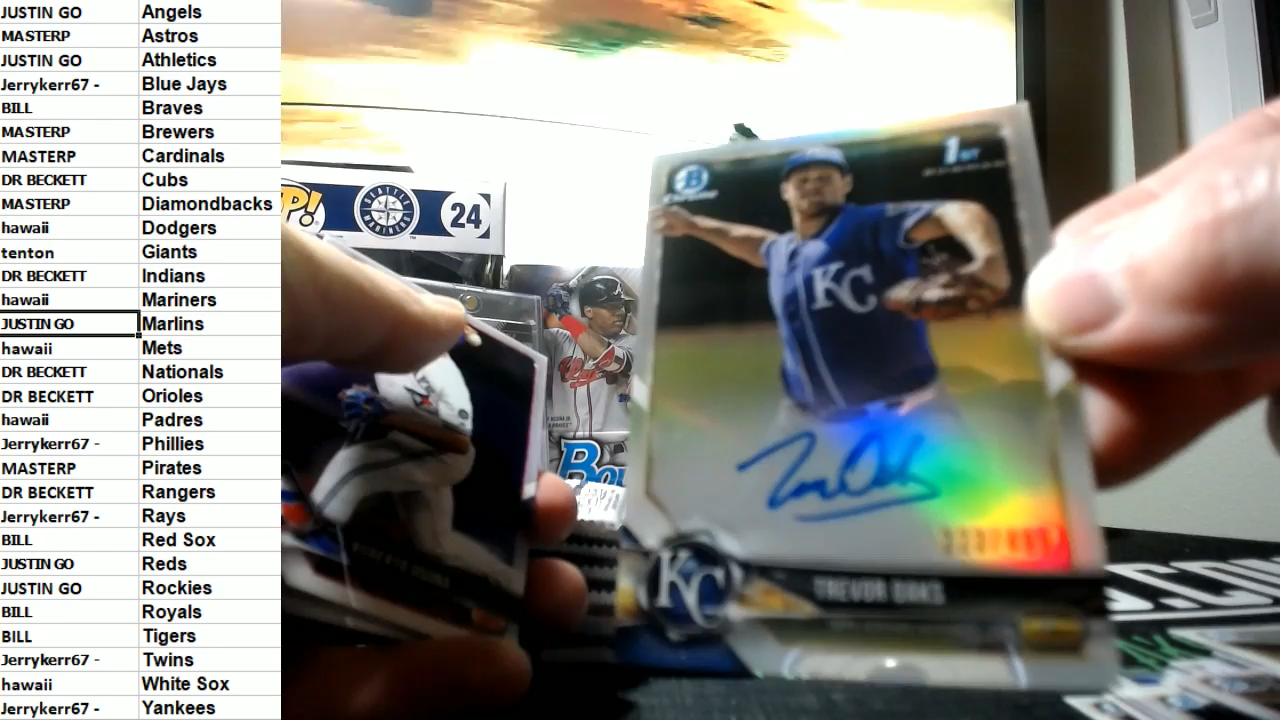 JUSTIN GO Angels
MASTERP Astros
JUSTIN GO Athletics
Jerrykerr67 - Blue Jays
BILL Braves
MASTERP Brewers
MASTERP Cardinals
DR BECKETT Cubs
MASTERP Diamondbacks
hawaii Dodgers
tenton Giants
DR BECKETT Indians
hawaii Mariners
JUSTIN GO Marlins
hawaii Mets
DR BECKETT Nationals
DR BECKETT Orioles
hawaii Padres
Jerrykerr67 - Phillies
MASTERP Pirates
DR BECKETT Rangers
Jerrykerr67 - Rays
BILL Red Sox
JUSTIN GO Reds
JUSTIN GO Rockies
BILL Royals
BILL Tigers
Jerrykerr67 - Twins
hawaii White Sox
Jerrykerr67 - Yankees
P!
SEATTLE
MARINERS
24
B
1ST
KC
KC
TREVOR OAKS
Bow
S.COM